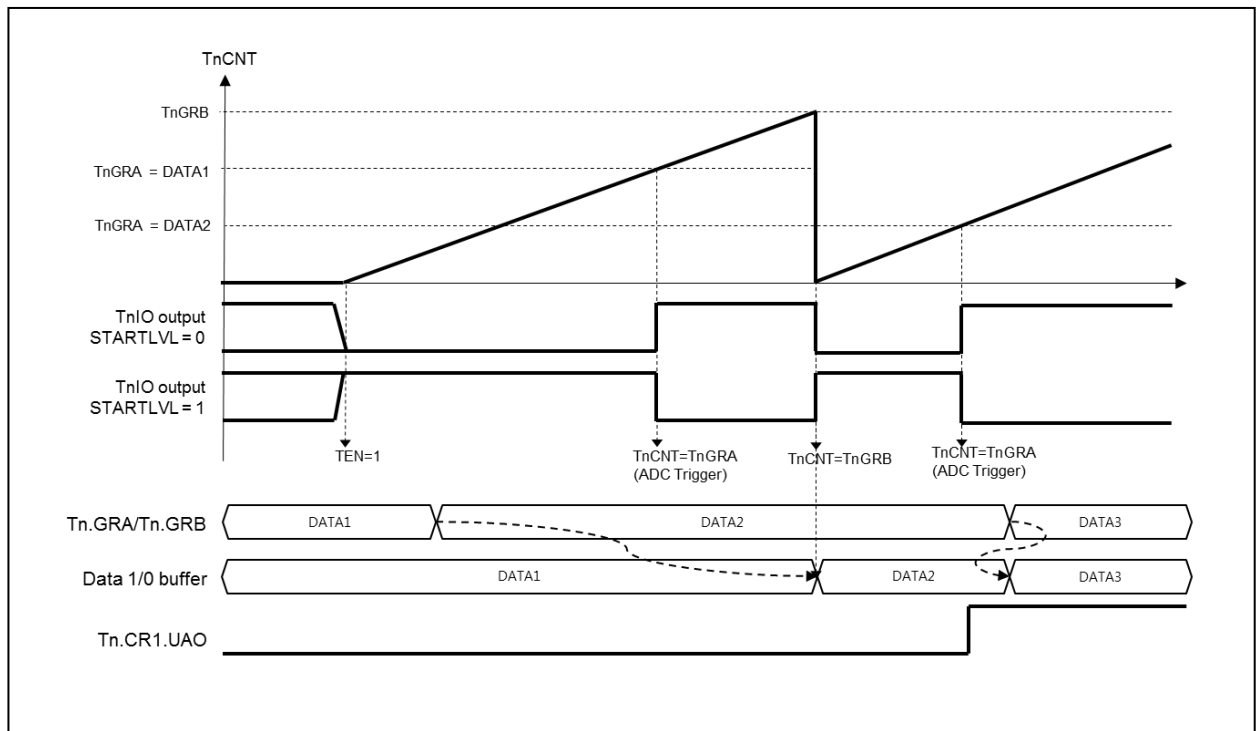 TnCNT
TnGRB
TnGRA = DATA1
TnGRA = DATA2
TnIO output
STARTLVL = 0
TnIO output
STARTLVL = 1
TEN=1
TnCNT=TnGRA
(ADC Trigger)
TnCNT=TnGRB
TnCNT=TnGRA
(ADC Trigger)
Tn.GRA/Tn.GRB
DATA1
DATA2
DATA3
Data 1/0 buffer
DATA1
DATA2
DATA3
Tn.CR1.UAO